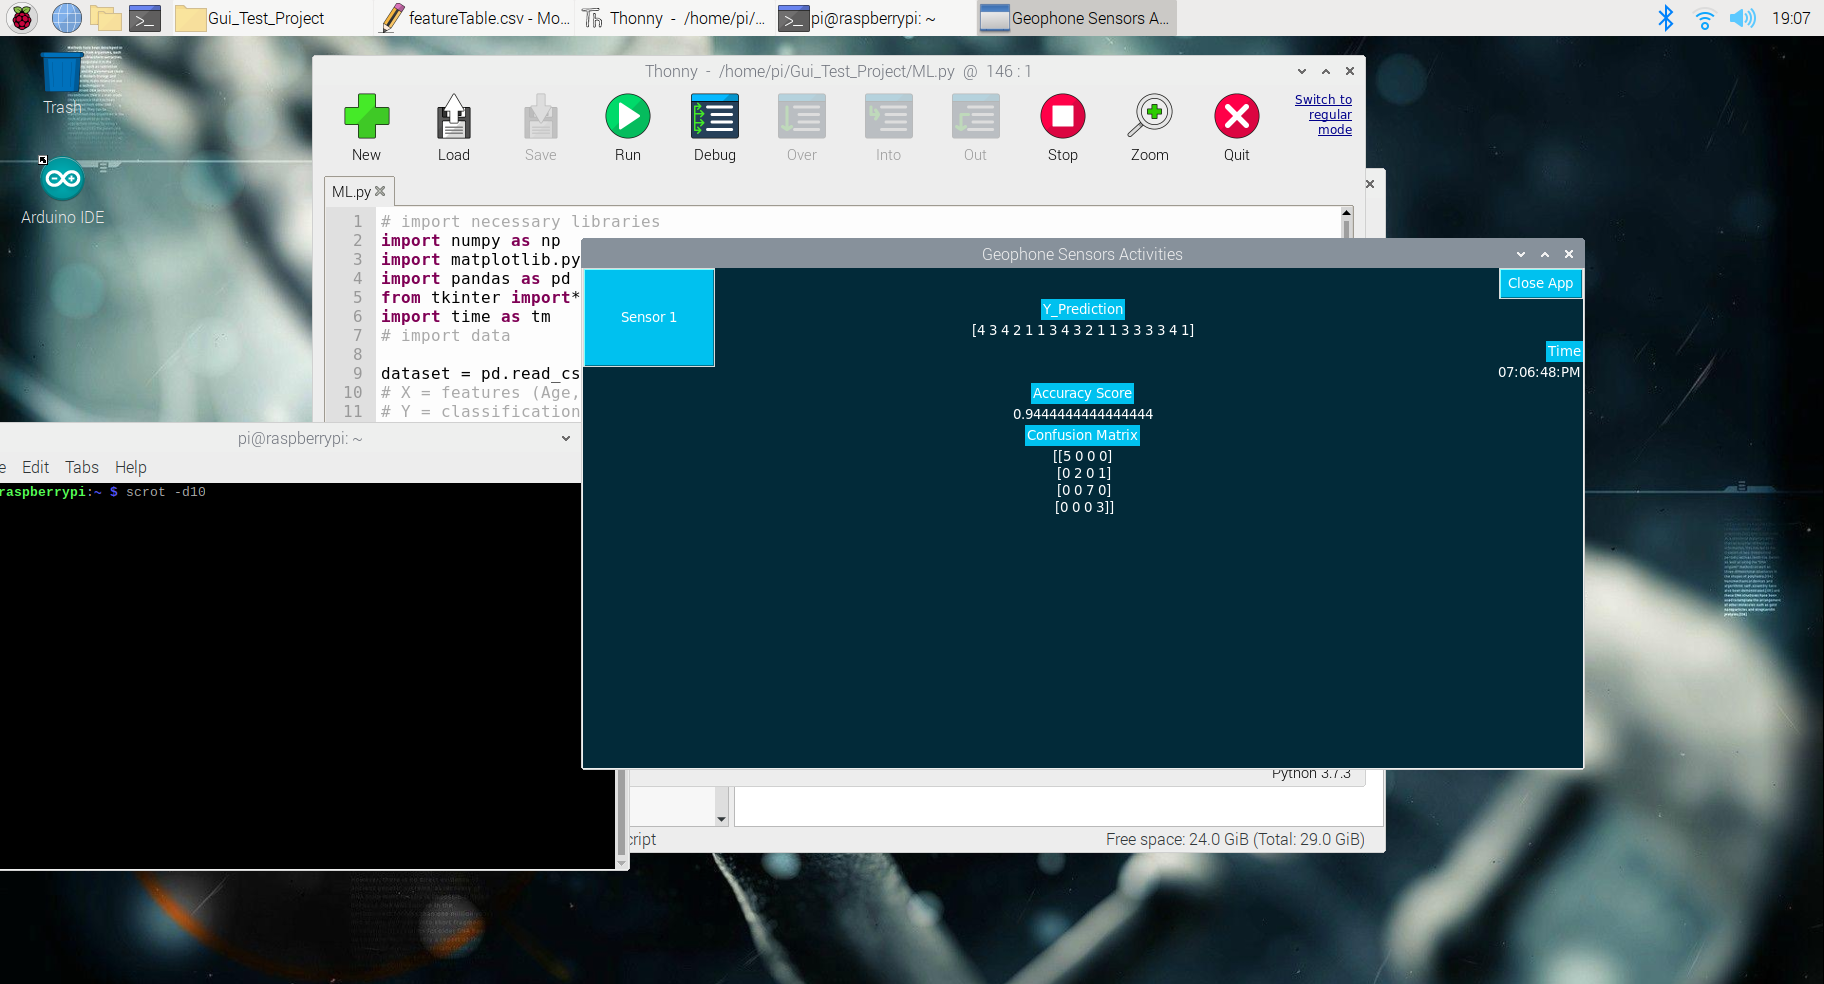 Gui_Test_Project
featureTable.csv - Mo...
Thonny - /home/pi/...
pi@raspberrypi: ~
Geophone Sensors A...
19:07
Trash
Arduino IDE
Thonny - /home/pi/Gui_Test_Project/ML.py @ 146 : 1
New
Load
Save
Run
Debug
Over
Into
Out
Stop
Zoom
Quit
Switch to
regular
mode
ML.py
1 # import necessary libraries
2 import numpy as np
3 import matplotlib.py
4 import pandas as pd
5 from tkinter import*
6 import time as tm
7 # import data
8
9 dataset = pd.read_cs
10 # X = features (Age,
11 # Y = classification
Geophone Sensors Activities
Close App
Sensor 1
Y_Prediction
[4 3 4 2 1 1 3 4 3 2 1 1 3 3 3 3 4 1]
Time
07:06:48:PM
Accuracy Score
0.9444444444444444
Confusion Matrix
[[5 0 0 0]
[0 2 0 1]
[0 0 7 0]
[0 0 0 3]]
pi@raspberrypi: ~
e Edit Tabs Help
raspberrypi:~ $ scrot -d10
Python 3.7.3
cript
Free space: 24.0 GiB (Total: 29.0 GiB)